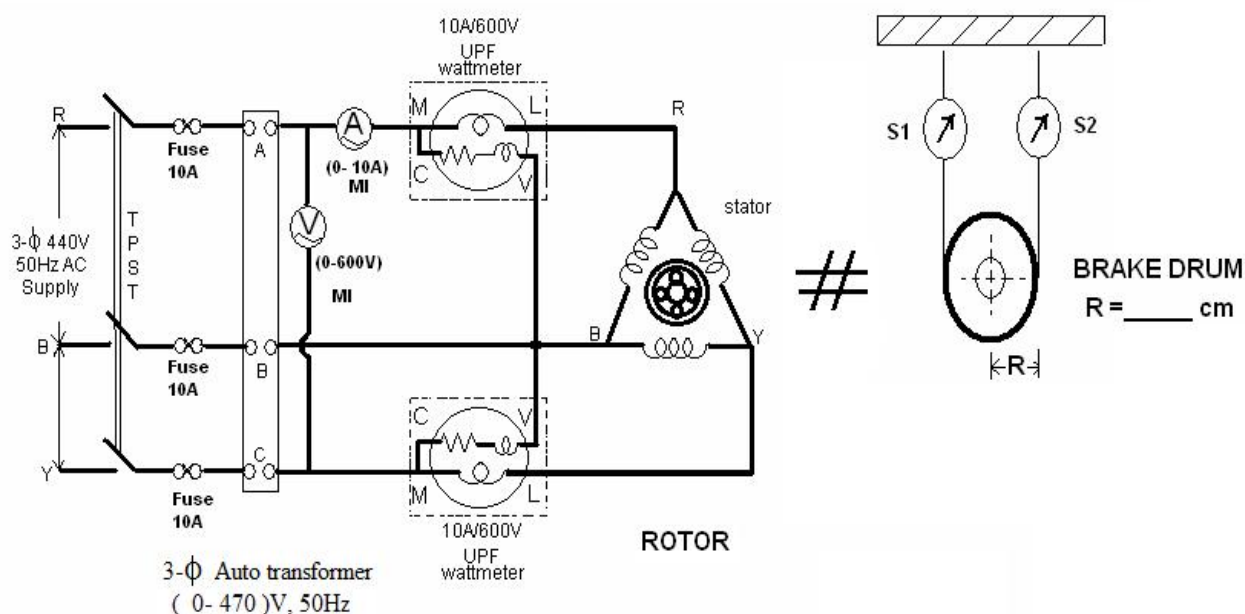 10A/600V
UPF
wattmeter
M
L
C
V
R
A
(0- 10A)
MI
Fuse
10A
A
R
S1
S2
3-ϕ 440V
50Hz AC
Supply
T
P
S
T
V
(0-600V)
MI
stator
BRAKE DRUM
R = _____ cm
R
B
Fuse
10A
B
B
Y
C
V
M
L
Y
Fuse
10A
C
10A/600V
UPF
wattmeter
ROTOR
3-ϕ Auto transformer
( 0- 470 )V, 50Hz